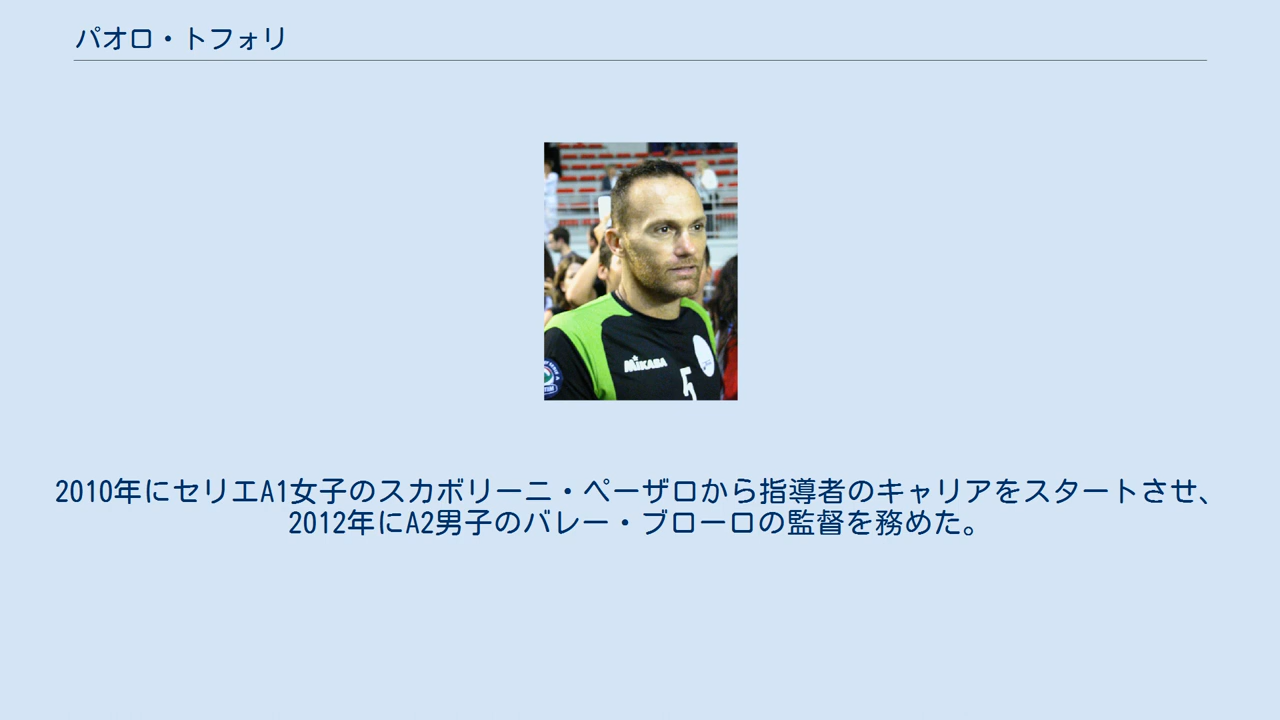 パオロ・トフォリ
MiKASA
5
2010年にセリエA1女子のスカボリーニ・ペーザロから指導者のキャリアをスタートさせ、
2012年にA2男子のバレー・ブローロの監督を務めた。